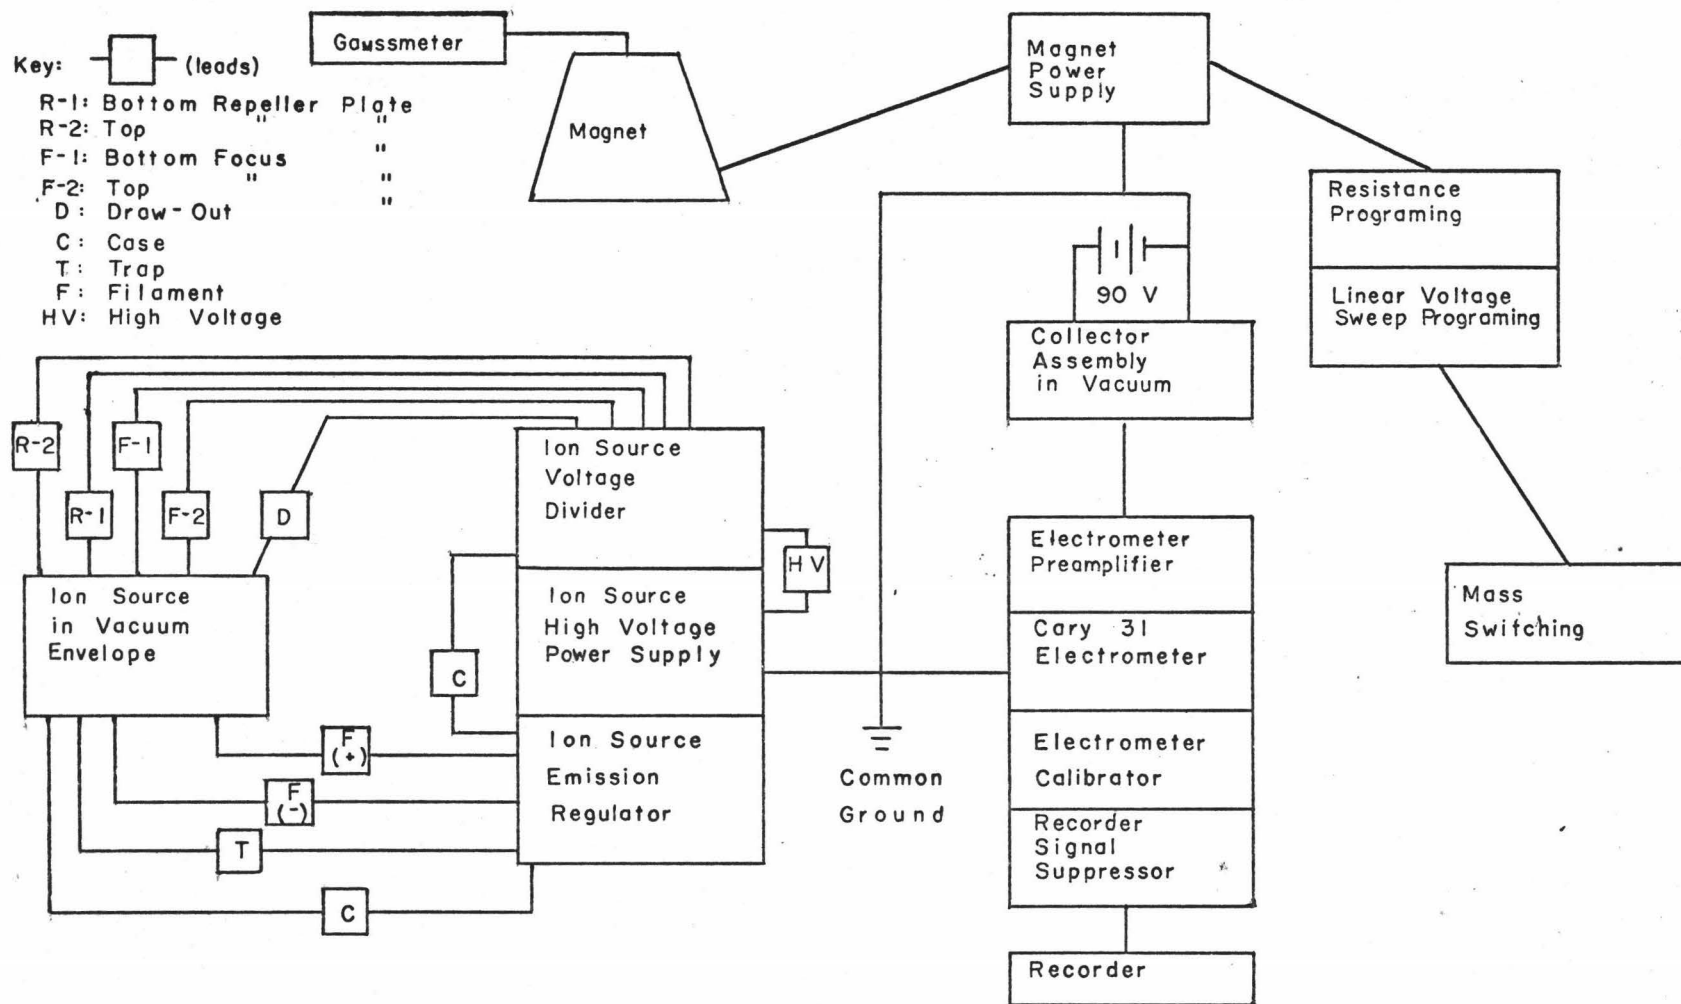 Key: (leads)
R-1: Bottom Repeller Plate
R-2: Top " "
F-1: Bottom Focus "
F-2: Top " "
D: Draw-Out "
C: Case
T: Trap
F: Filament
HV: High Voltage
Gaussmeter
Magnet
Magnet
Power
Supply
Resistance
Programing
Linear Voltage
Sweep Programing
Mass
Switching
90 V
Collector
Assembly
in Vacuum
R-2
F-1
R-1
F-2
D
Ion Source
in Vacuum
Envelope
Ion Source
Voltage
Divider
HV
Ion Source
High Voltage
Power Supply
C
Ion Source
Emission
Regulator
F
(+)
F
(-)
T
C
Common
Ground
Electrometer
Preamplifier
Cary 31
Electrometer
Electrometer
Calibrator
Recorder
Signal
Suppressor
Recorder